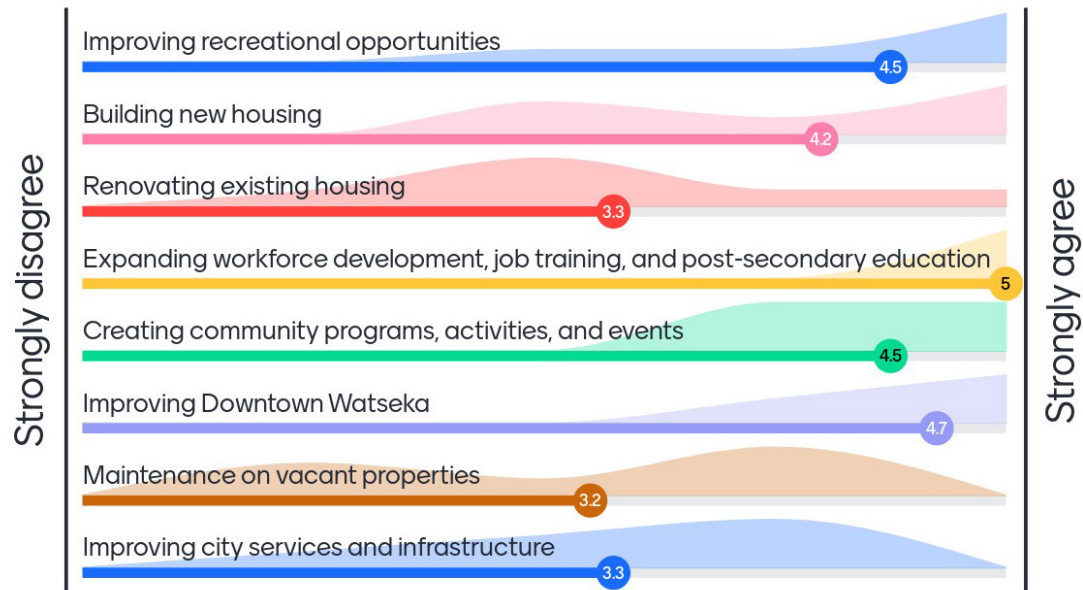 Strongly disagree
Improving recreational opportunities
4.5
Building new housing
4.2
Renovating existing housing
3.3
Expanding workforce development, job training, and post-secondary education
5
Creating community programs, activities, and events
4.5
Improving Downtown Watseka
4.7
Maintenance on vacant properties
3.2
Improving city services and infrastructure
3.3
Strongly agree